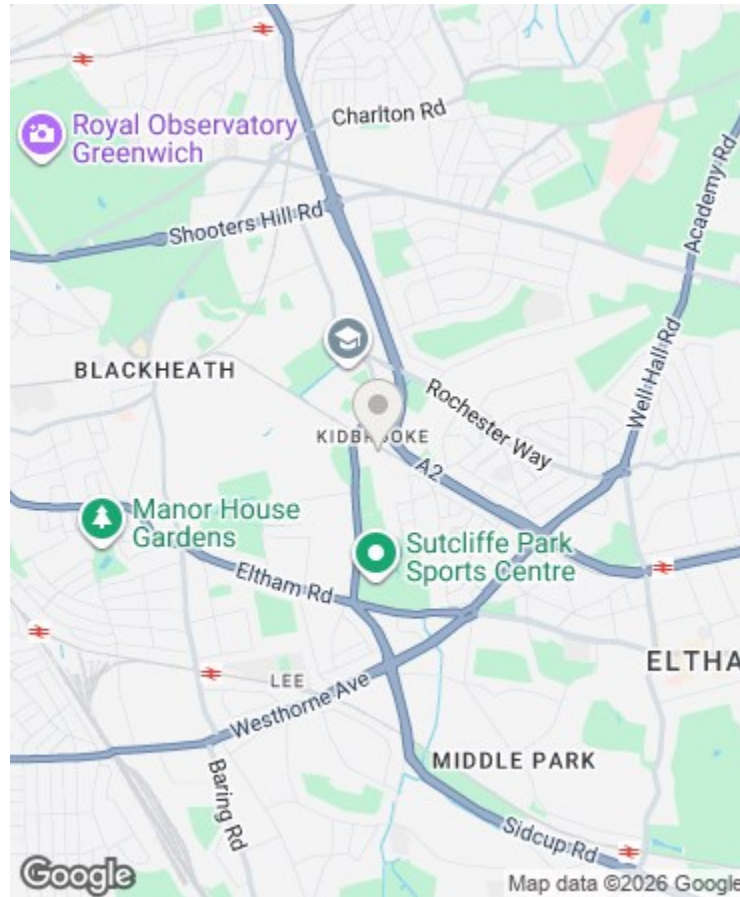 Charlton Rd
Royal Observatory
Greenwich
Academy Rd
Shooters Hill Rd
Well Hall Rd
BLACKHEATH
Rochester Way
KIDBROOKE
A2
Manor House
Gardens
Sutcliffe Park
Sports Centre
Eltham Rd
ELTHA
LEE
Westhorne Ave
MIDDLE PARK
Baring Rd
Sidcup Rd
Google
Map data ©2026 Google